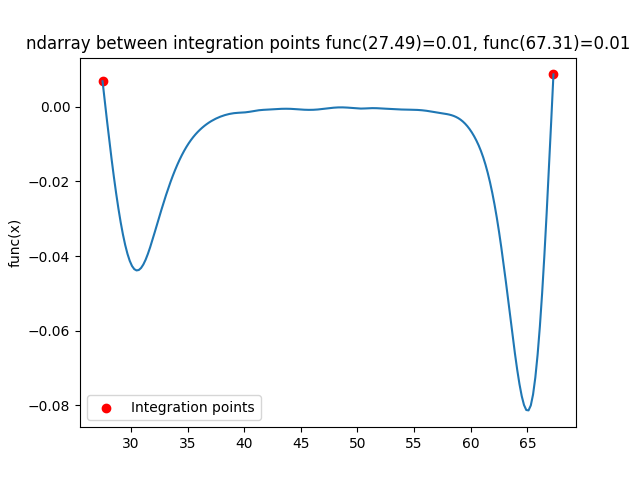 ndarray between integration points func(27.49)=0.01, func(67.31)=0.01
0.00
−0.02
−0.04
−0.06
−0.08
func(x)
Integration points
30 35 40 45 50 55 60 65